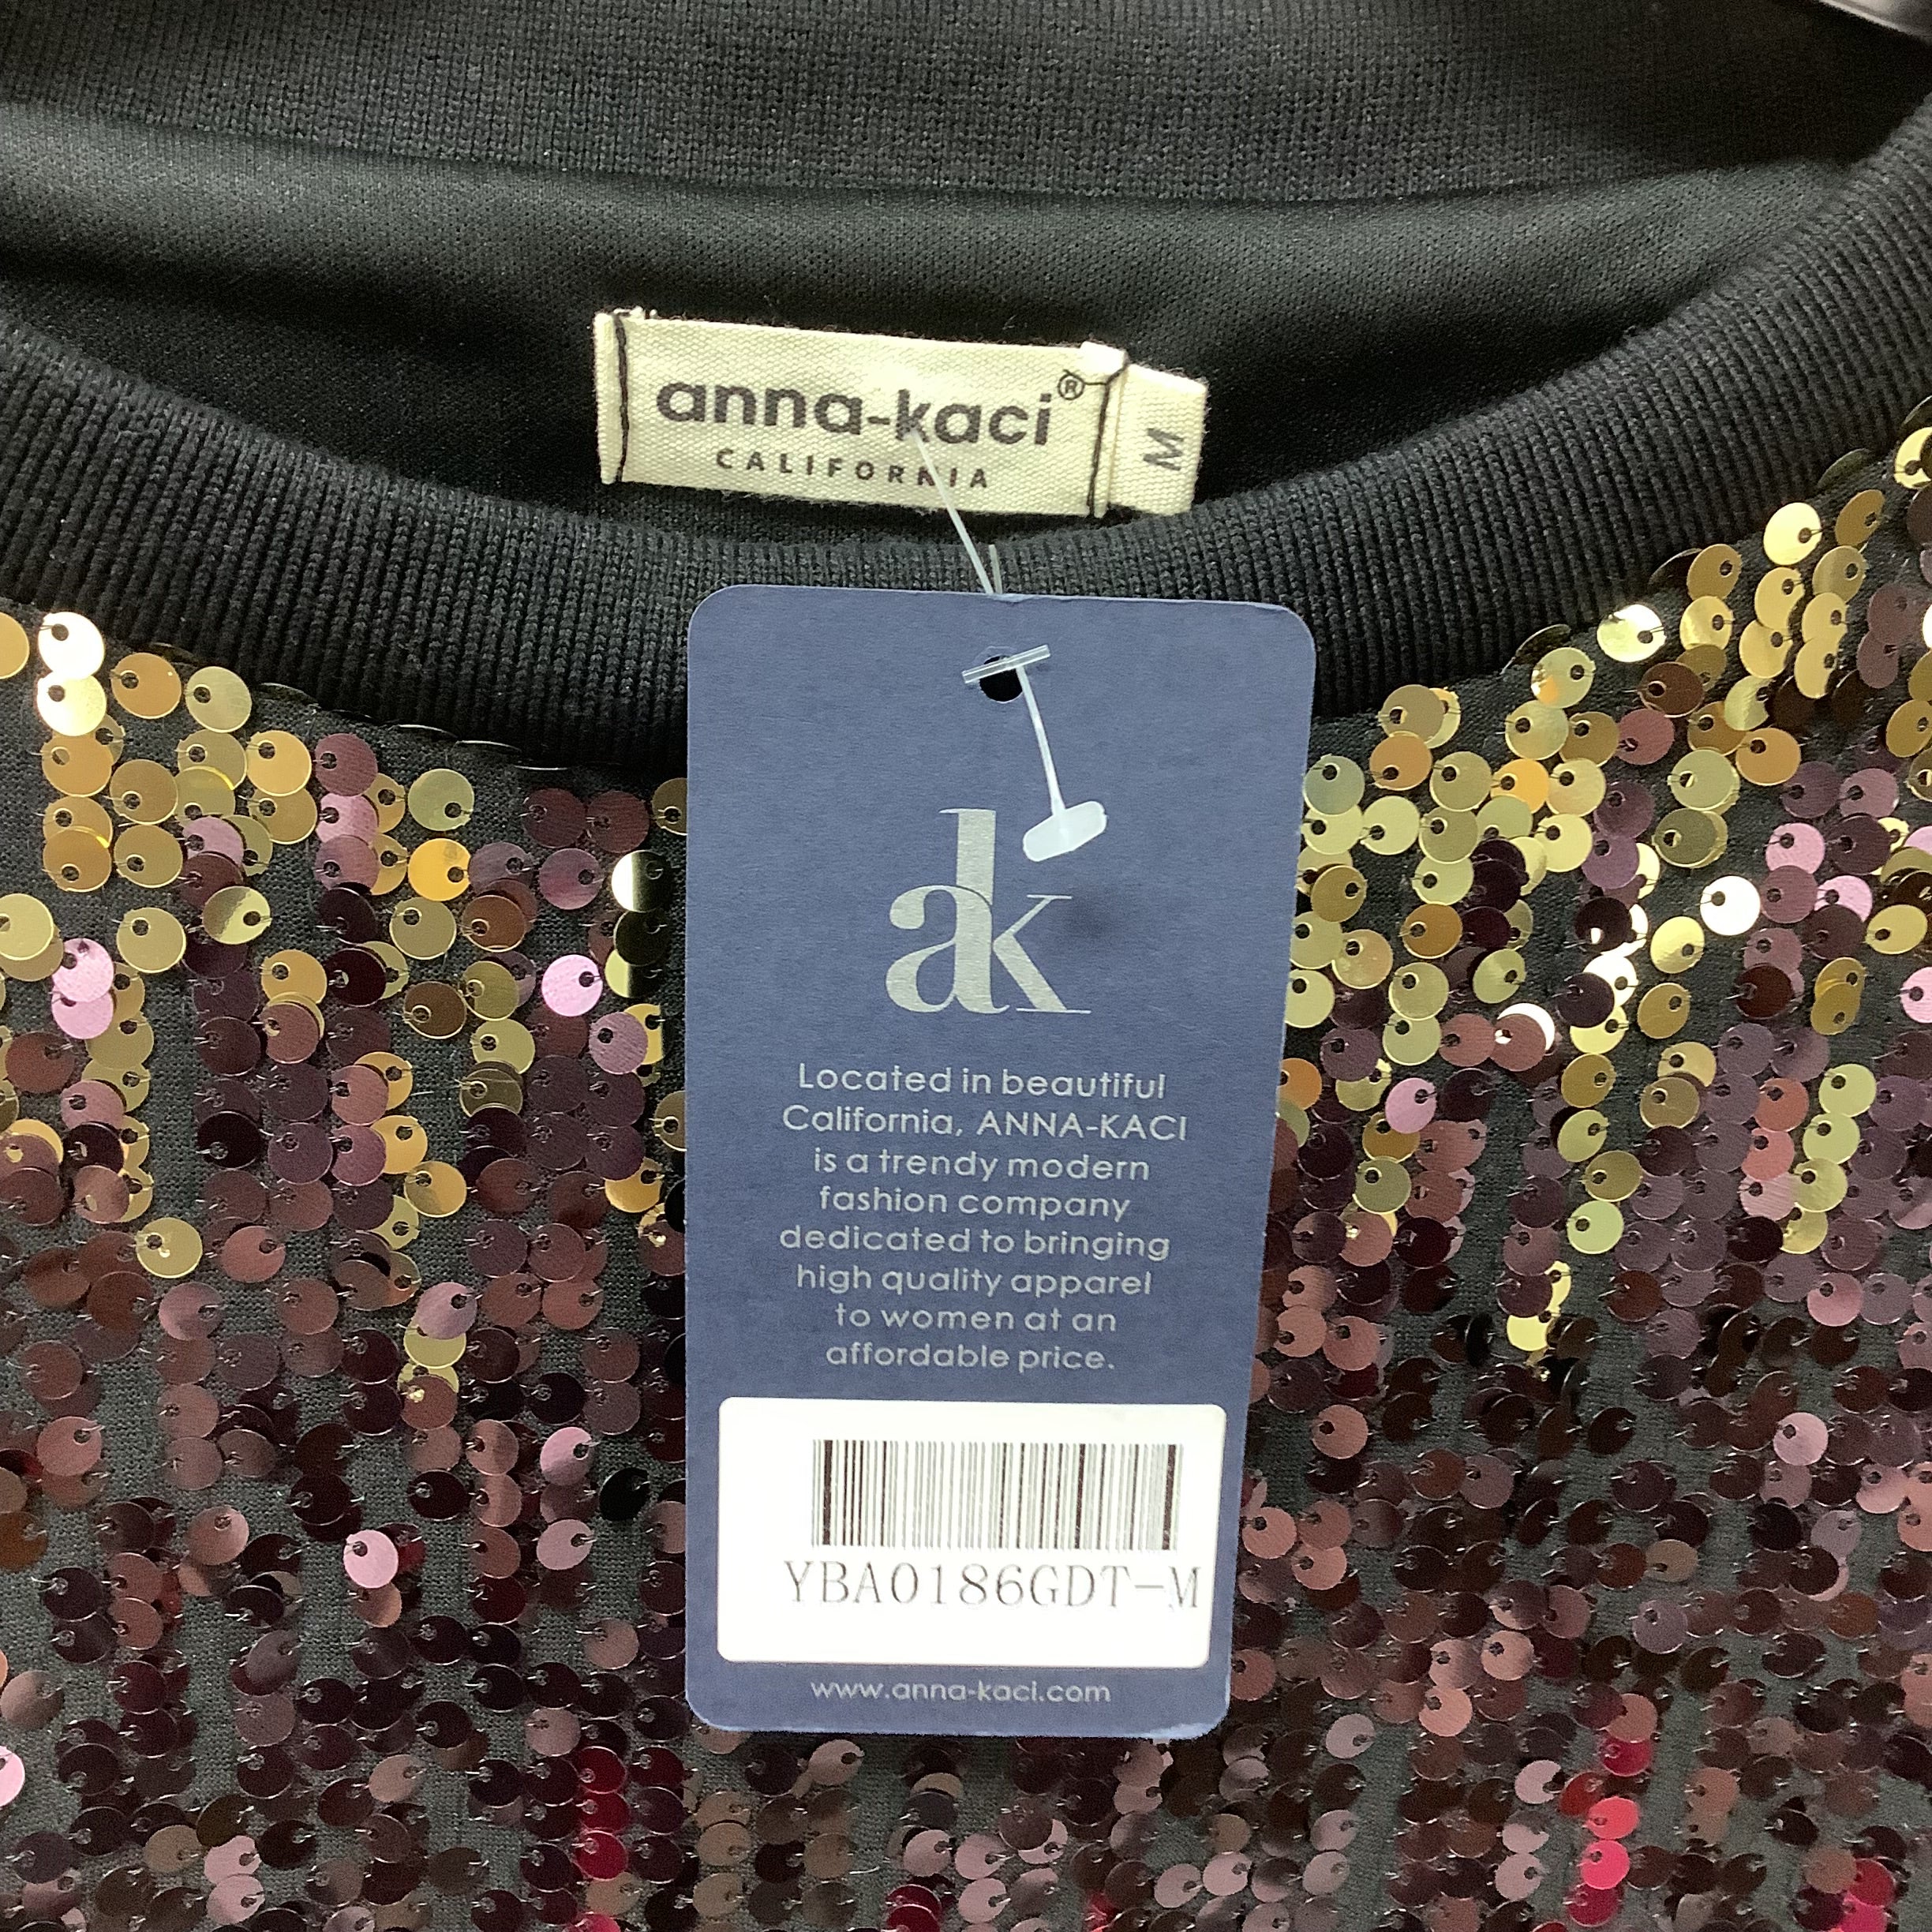 anna-kaci®
CALIFORNIA
M
ak
Located in beautiful
California, ANNA-KACI
is a trendy modern
fashion company
dedicated to bringing
high quality apparel
to women at an
affordable price.
YBA0186GDT-M
www.anna-kaci.com